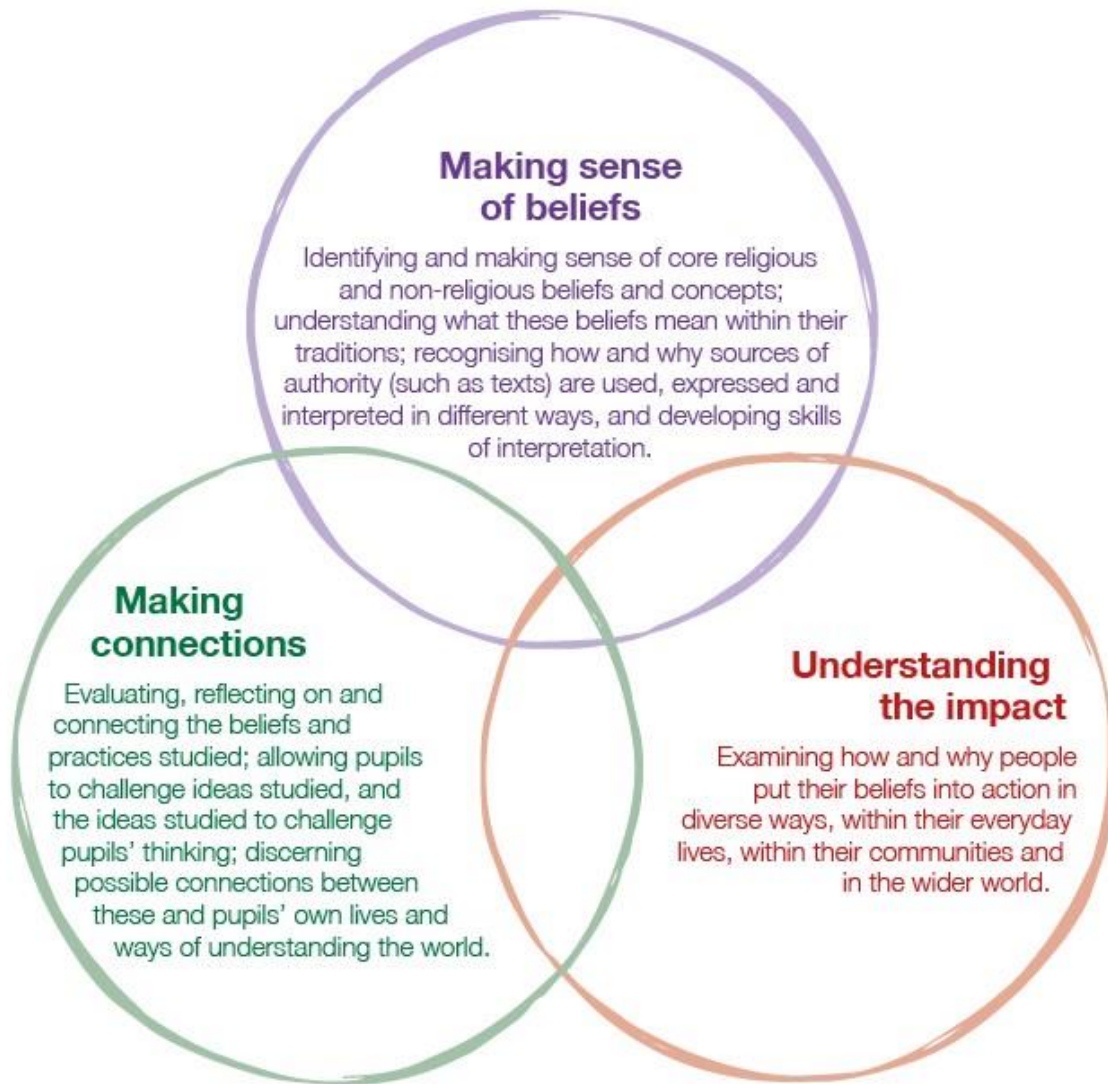 Making sense
of beliefs
Identifying and making sense of core religious
and non-religious beliefs and concepts;
understanding what these beliefs mean within their
traditions; recognising how and why sources of
authority (such as texts) are used, expressed and
interpreted in different ways, and developing skills
of interpretation.
Making
connections
Evaluating, reflecting on and
connecting the beliefs and
practices studied; allowing pupils
to challenge ideas studied, and
the ideas studied to challenge
pupils’ thinking; discerning
possible connections between
these and pupils’ own lives and
ways of understanding the world.
Understanding
the impact
Examining how and why people
put their beliefs into action in
diverse ways, within their everyday
lives, within their communities and
in the wider world.